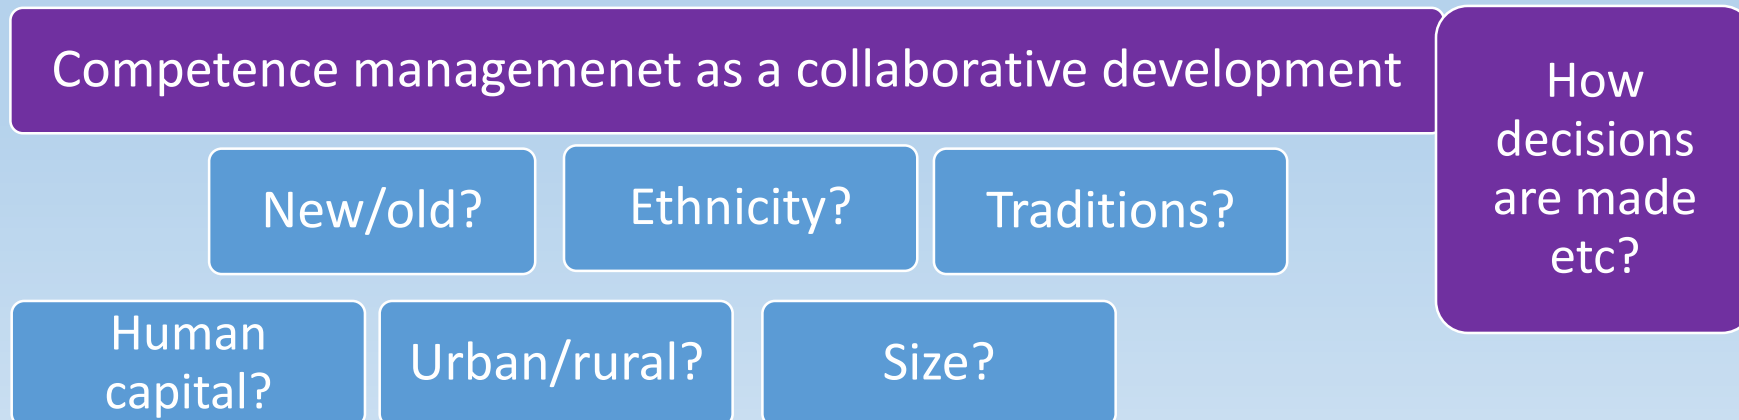 Competence managemenet as a collaborative development
How
decisions
are made
etc?
New/old?
Ethnicity?
Traditions?
Human
capital?
Urban/rural?
Size?